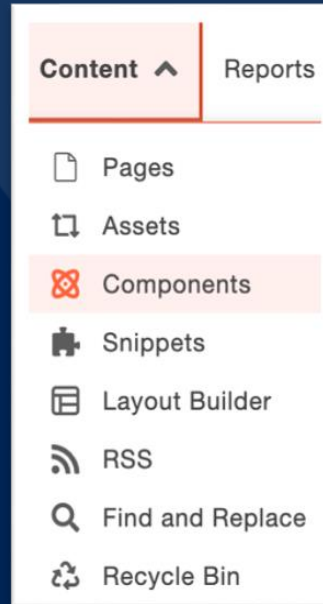 Content Reports
Pages
Assets
Components
Snippets
Layout Builder
RSS
Find and Replace
Recycle Bin